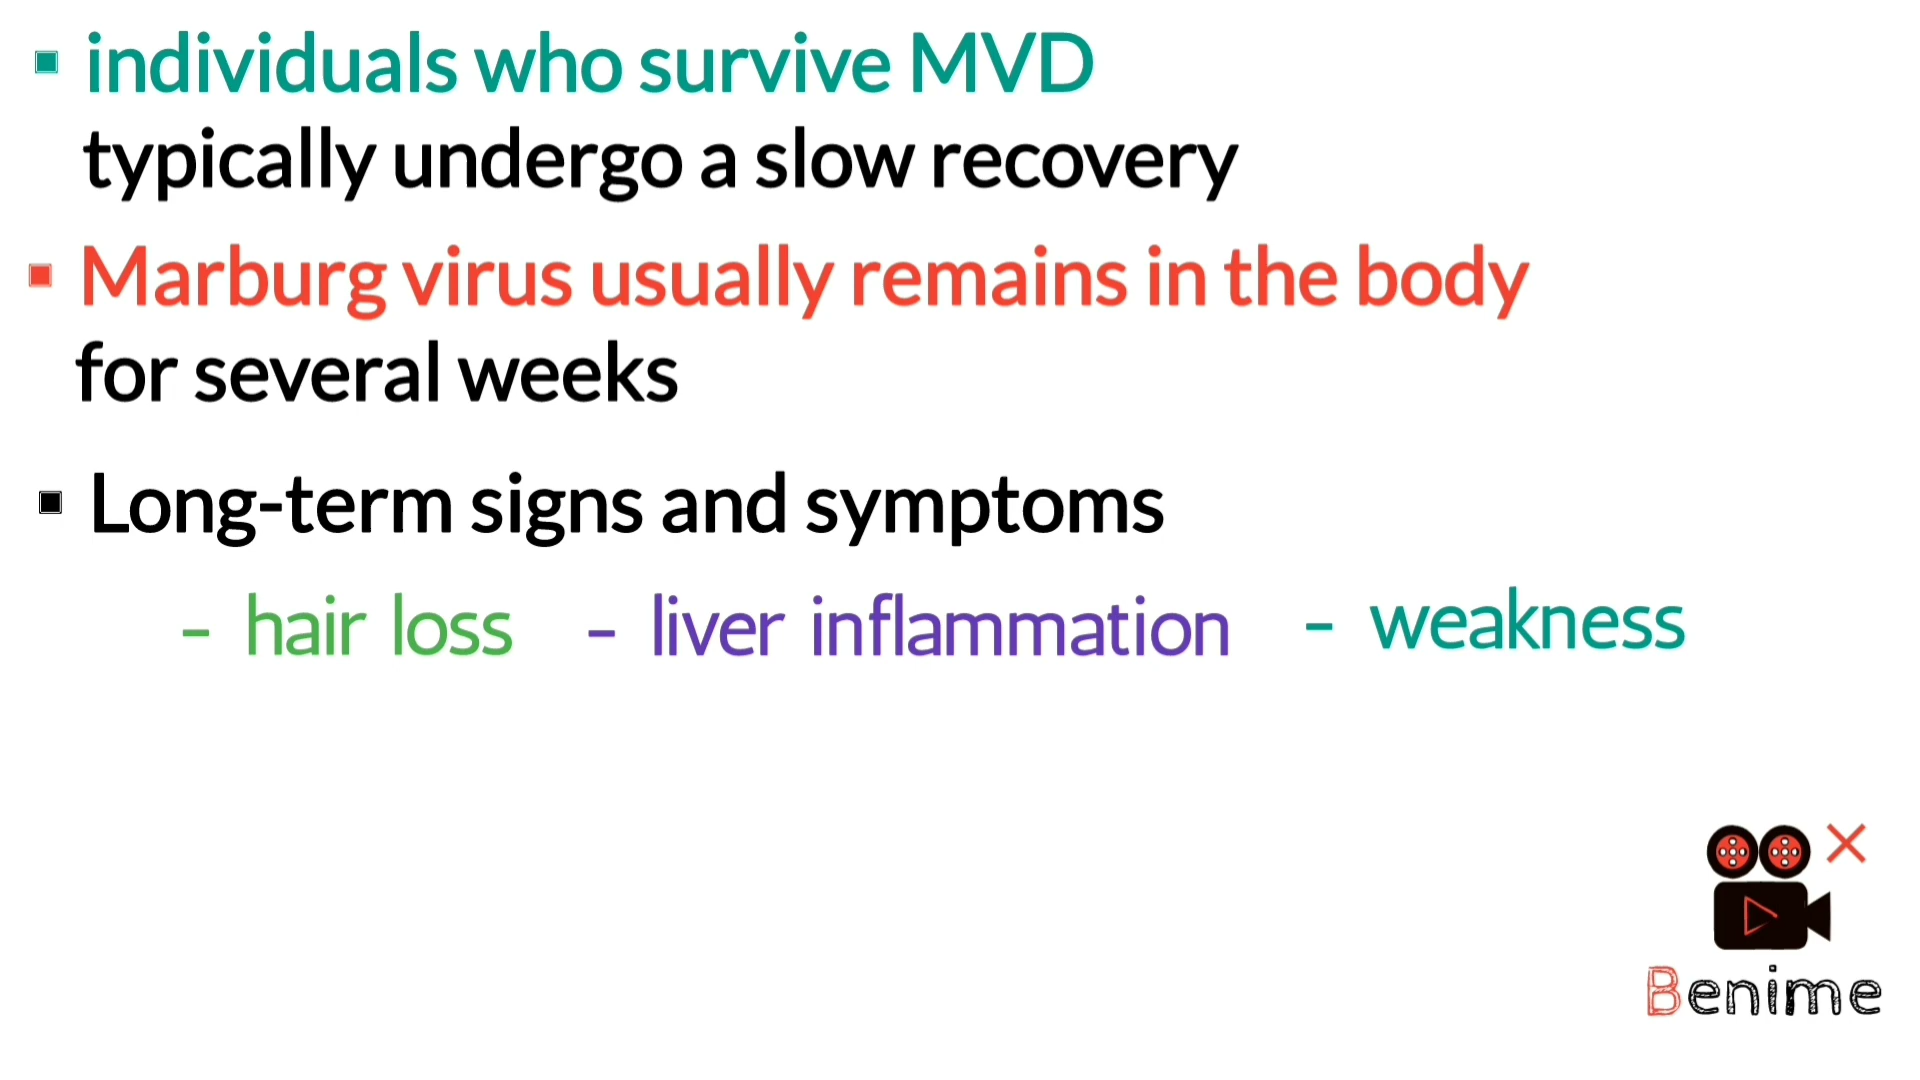 ▣ individuals who survive MVD
typically undergo a slow recovery
▣ Marburg virus usually remains in the body
for several weeks
▣ Long-term signs and symptoms
- hair loss - liver inflammation - weakness
Benime